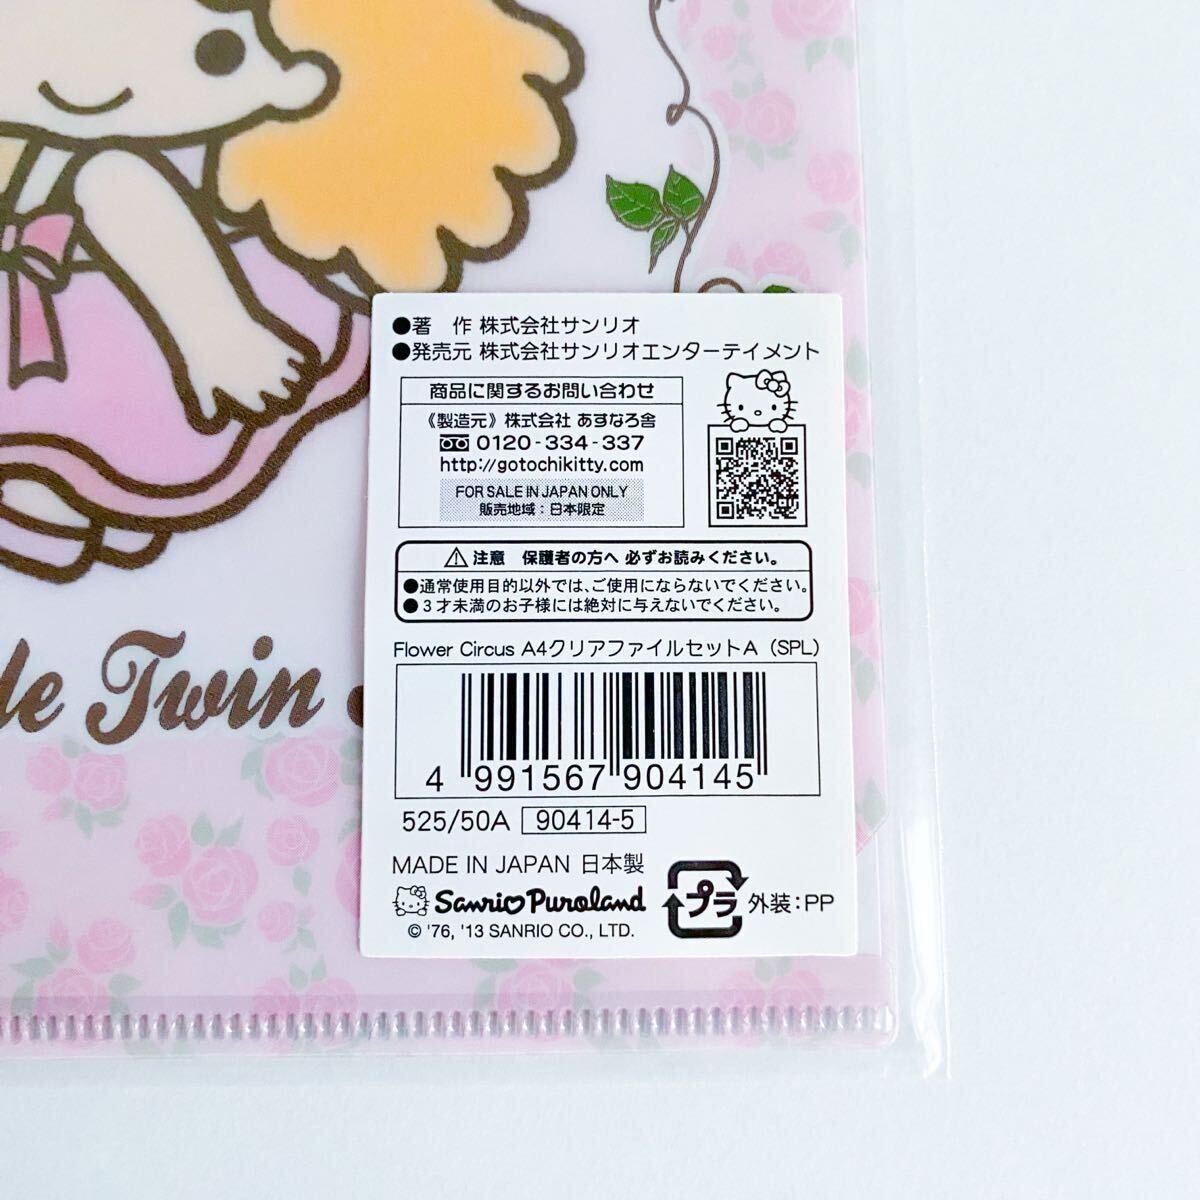 de Twin
●著　作 株式会社サンリオ
●発売元 株式会社サンリオエンターテイメント
商品に関するお問い合わせ
《製造元》株式会社 あすなろ舎
0120-334-337
http://gotochikitty.com
FOR SALE IN JAPAN ONLY
販売地域：日本限定
⚠注意　保護者の方へ 必ずお読みください。
●通常使用目的以外では、ご使用にならないでください。
●３才未満のお子様には絶対に与えないでください。
Flower Circus A4クリアファイルセットA（SPL）
4 991567 904145
525/50A 90414-5
MADE IN JAPAN 日本製
Sanrio Puroland
プラ 外装：PP
© '76, '13 SANRIO CO., LTD.